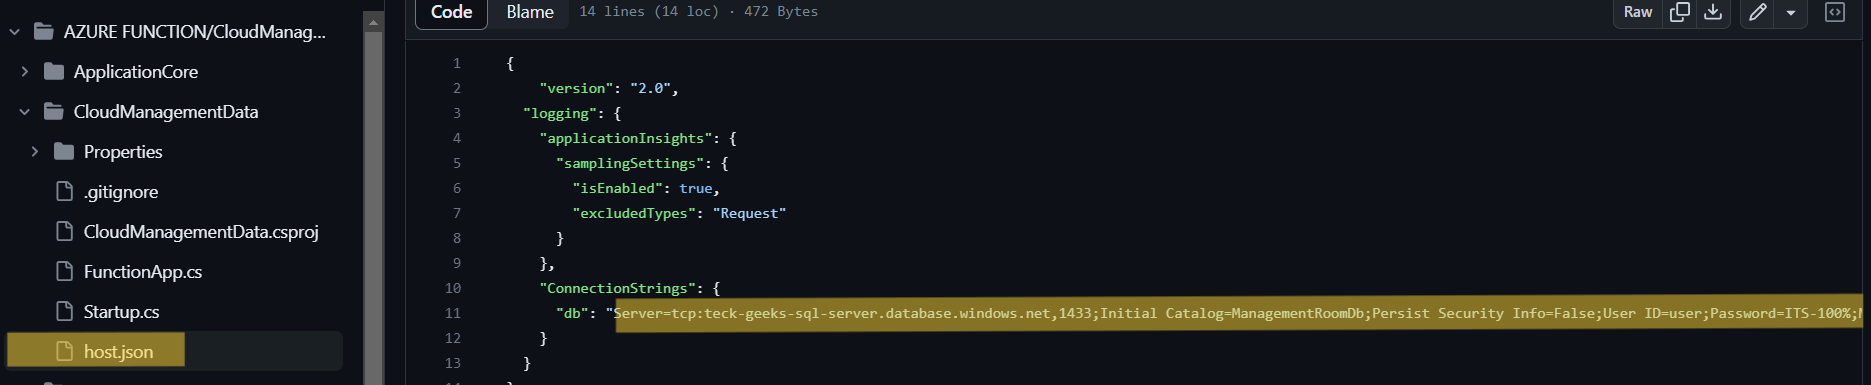 AZURE FUNCTION/CloudManag...
ApplicationCore
CloudManagementData
Properties
.gitignore
CloudManagementData.csproj
FunctionApp.cs
Startup.cs
host.json
Code Blame 14 lines (14 loc) · 472 Bytes Raw
1 {
2 "version": "2.0",
3 "logging": {
4 "applicationInsights": {
5 "samplingSettings": {
6 "isEnabled": true,
7 "excludedTypes": "Request"
8 }
9 },
10 "ConnectionStrings": {
11 "db": "Server=tcp:teck-geeks-sql-server.database.windows.net,1433;Initial Catalog=ManagementRoomDb;Persist Security Info=False;User ID=user;Password=ITS-100%;
12 }
13 }